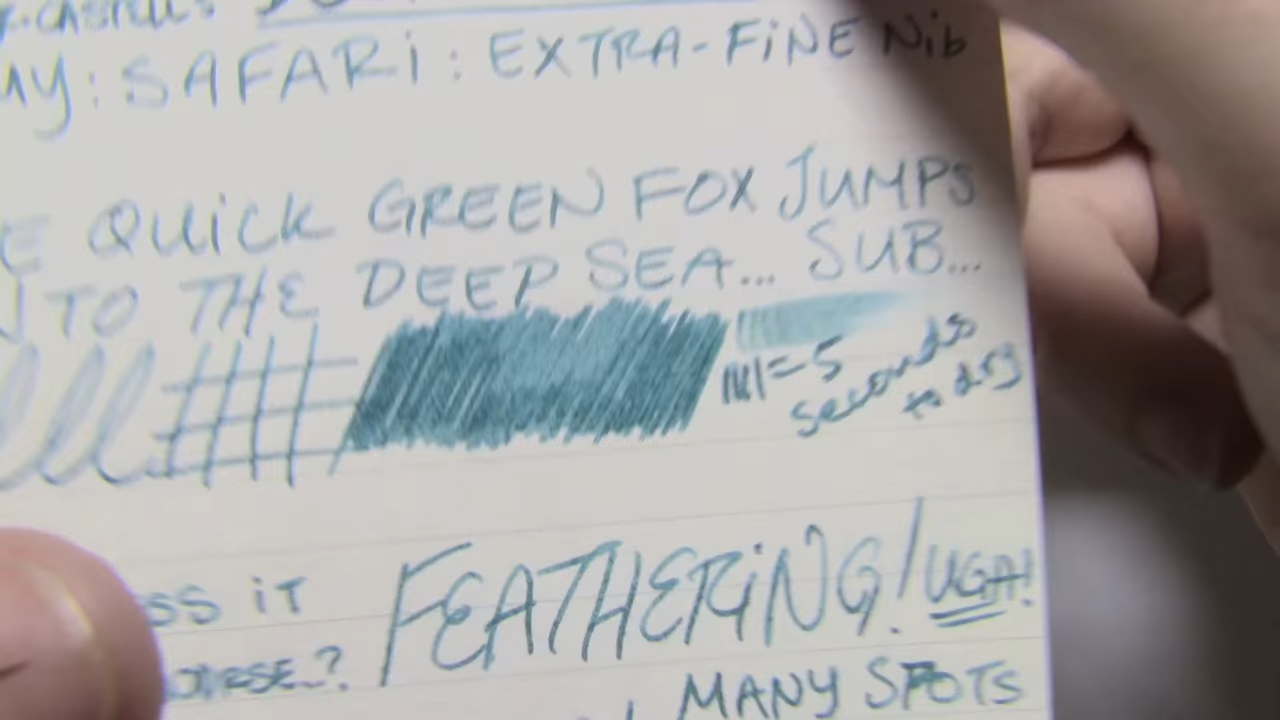 SAFARi: EXTRA-FiNE Nib
QUiCK GREEN FOX JUMPS
TO THE DEEP SEA... SUB...
= 5
seconds
to dry
SS iT
FEATHERiNG! UGH!
MANY SPOTS